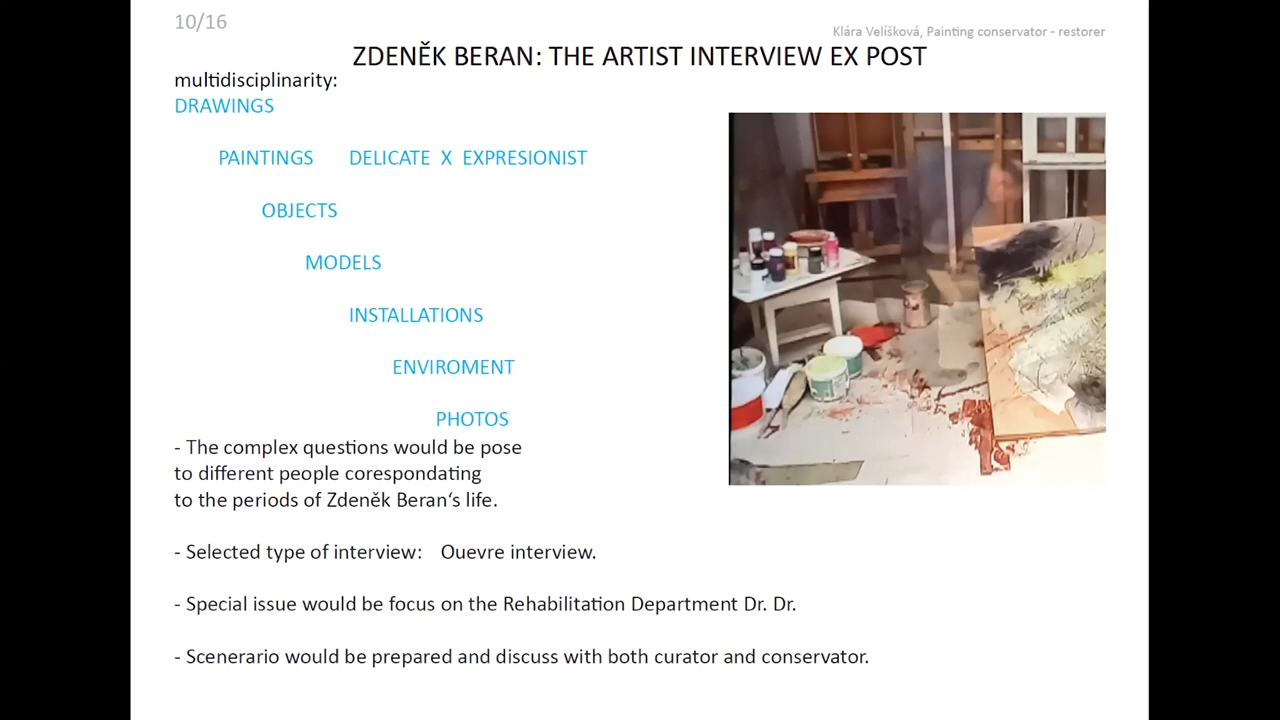 10/16
Klára Velíšková, Painting conservator - restorer
ZDENĚK BERAN: THE ARTIST INTERVIEW EX POST
multidisciplinarity:
DRAWINGS
PAINTINGS DELICATE X EXPRESIONIST
OBJECTS
MODELS
INSTALLATIONS
ENVIROMENT
PHOTOS
- The complex questions would be pose
to different people corespondating
to the periods of Zdeněk Beran‘s life.
- Selected type of interview: Ouevre interview.
- Special issue would be focus on the Rehabilitation Department Dr. Dr.
- Scenerario would be prepared and discuss with both curator and conservator.